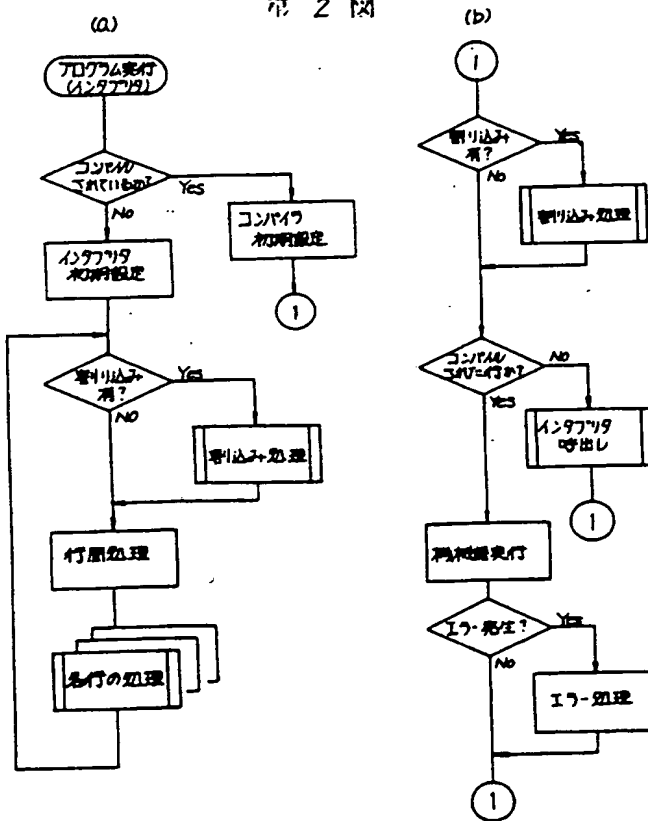 第2図
(a)
プログラム実行
(インタプリタ)
コンパイル
されているか?
Yes
No
コンパイラ
初期設定
インタプリタ
初期設定
1
割り込み
有?
Yes
NO
割り込み処理
行間処理
各行の処理
(b)
1
割り込み
有?
Yes
No
割り込み処理
コンパイル
された行か?
No
Yes
インタプリタ
呼出し
1
機械語実行
エラー発生?
Yes
No
エラー処理
1